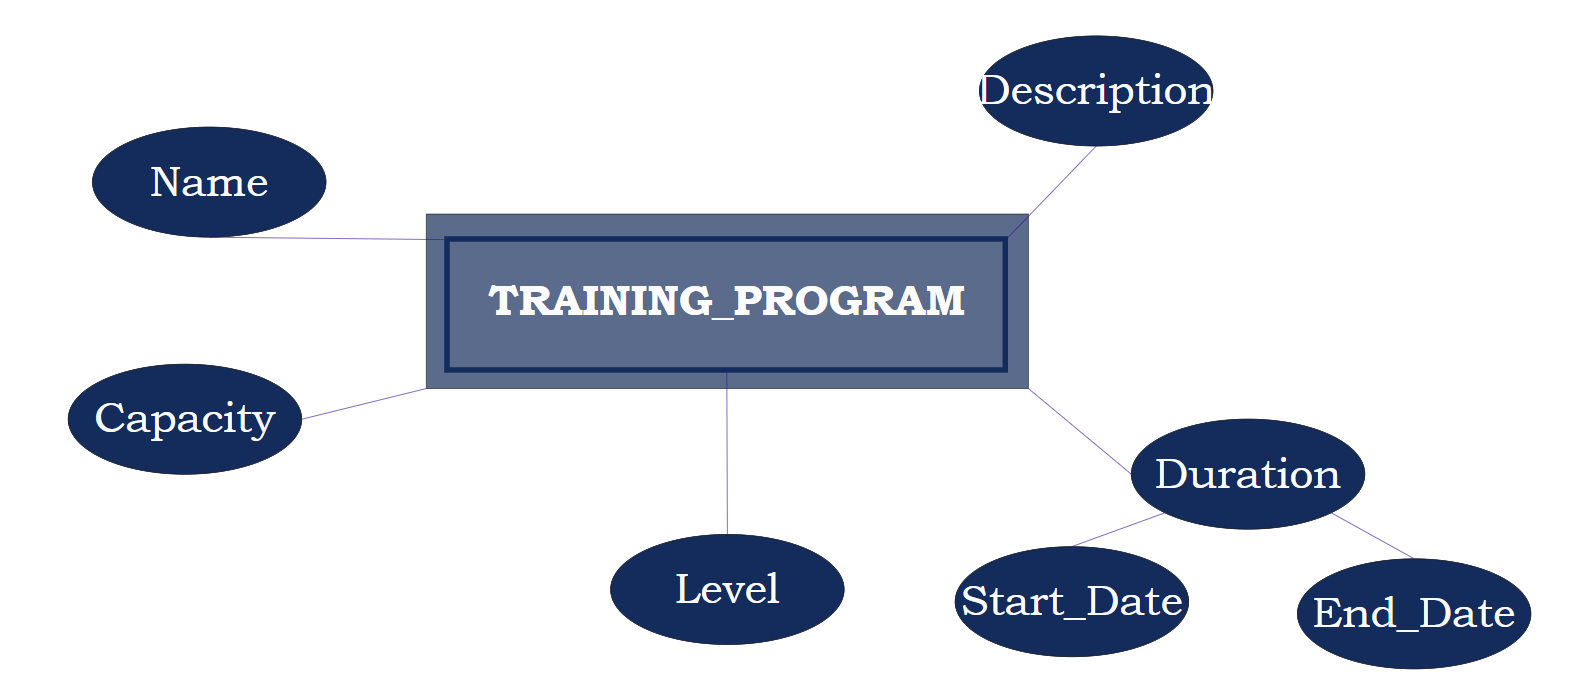 Description
Name
TRAINING_PROGRAM
Capacity
Duration
Level
Start_Date
End_Date